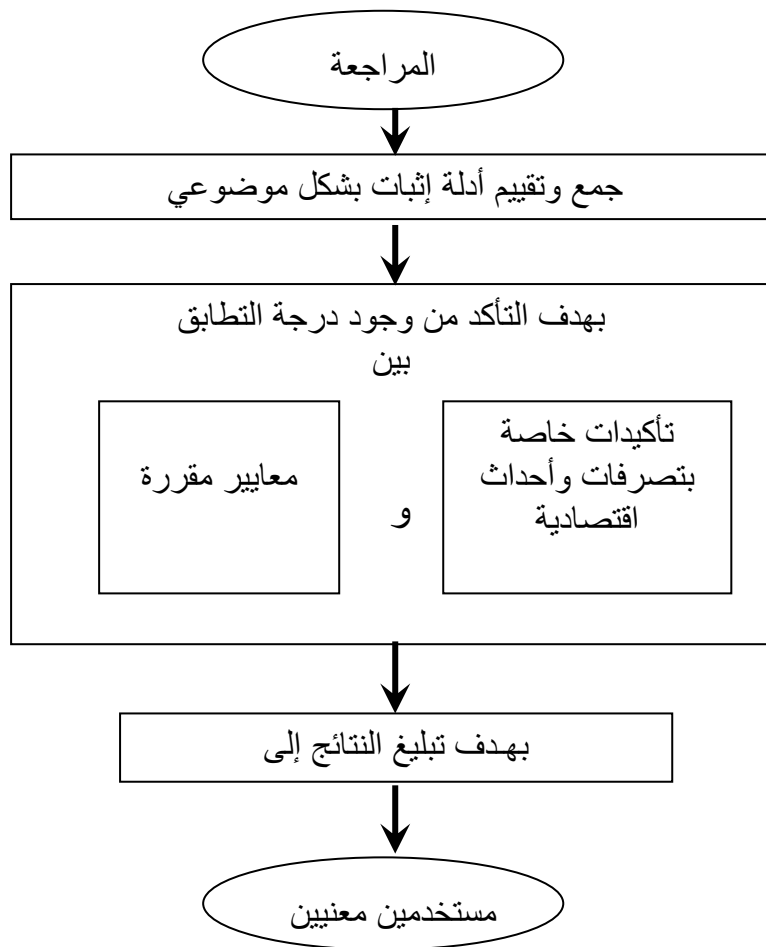 المراجعة
جمع وتقييم أدلة إثبات بشكل موضوعي
بهدف التأكد من وجود درجة التطابق
بين
تأكيدات خاصة
بتصرفات وأحداث
اقتصادية
و
معايير مقررة
بهدف تبليغ النتائج إلى
مستخدمين معنيين